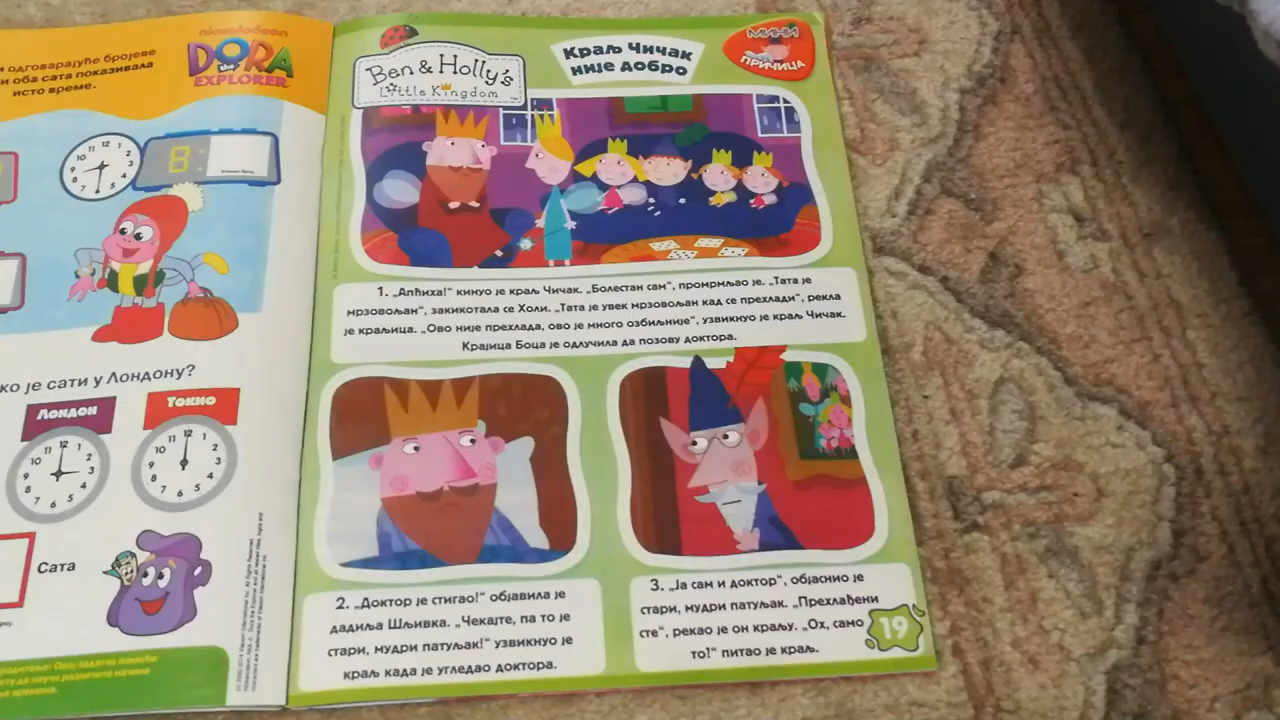 nickelodeon
DORA
the
EXPLORER
одговарајуће бројеве
и оба сата показивала
исто време.
8:
је сати у Лондону?
Лондон
Токио
Сата
Ben & Holly's
Little Kingdom
Краљ Чичак
није добро
МИНИ
ПРИЧИЦА
1. „Апћиха!“ кинуо је краљ Чичак. „Болестан сам“, промрмљао је. „Тата је
мрзовољан“, закикотала се Холи. „Тата је увек мрзовољан кад се прехлади“, рекла
је краљица. „Ово није прехлада, ово је много озбиљније“, узвикнуо је краљ Чичак.
Крајица Боца је одлучила да позову доктора.
2. „Доктор је стигао!“ објавила је
дадиља Шљивка. „Чекајте, па то је
стари, мудри патуљак!“ узвикнуо је
краљ када је угледао доктора.
3. „Ја сам и доктор“, објаснио је
стари, мудри патуљак. „Прехлађени
сте“, рекао је он краљу. „Ох, само
то?“ питао је краљ.
19